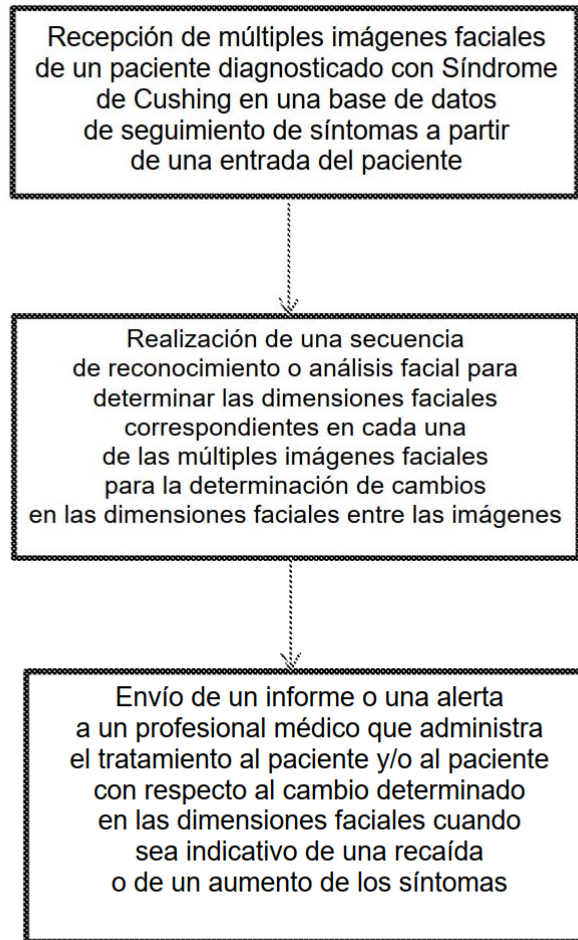 Recepción de múltiples imágenes faciales
de un paciente diagnosticado con Síndrome
de Cushing en una base de datos
de seguimiento de síntomas a partir
de una entrada del paciente
Realización de una secuencia
de reconocimiento o análisis facial para
determinar las dimensiones faciales
correspondientes en cada una
de las múltiples imágenes faciales
para la determinación de cambios
en las dimensiones faciales entre las imágenes
Envío de un informe o una alerta
a un profesional médico que administra
el tratamiento al paciente y/o al paciente
con respecto al cambio determinado
en las dimensiones faciales cuando
sea indicativo de una recaída
o de un aumento de los síntomas